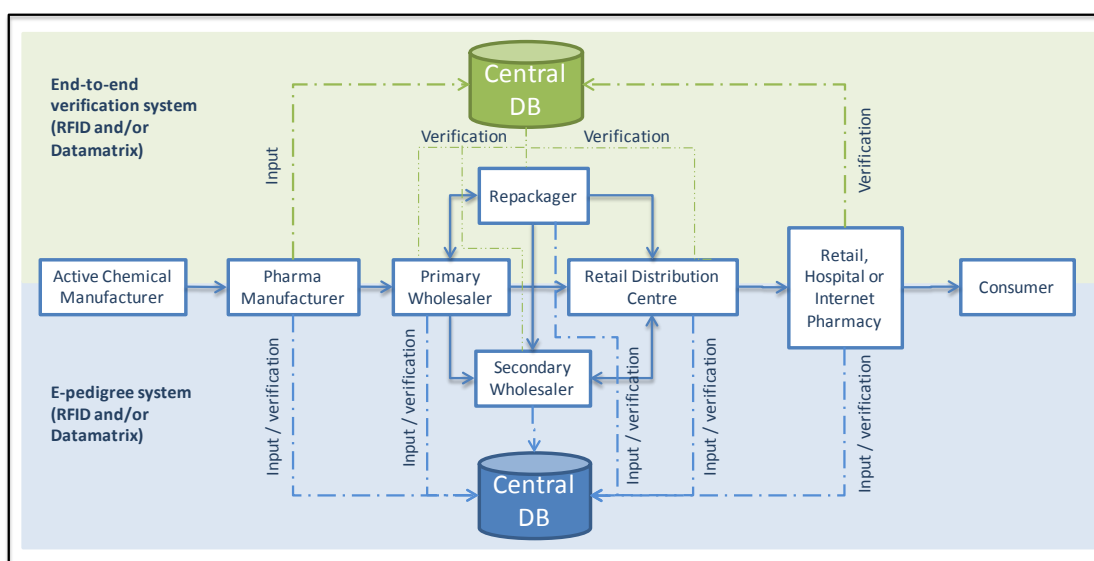 End-to-end
verification system
(RFID and/or
Datamatrix)
Central
DB
Input
Verification
Verification
Verification
Repackager
Active Chemical
Manufacturer
Pharma
Manufacturer
Primary
Wholesaler
Retail Distribution
Centre
Retail,
Hospital or
Internet
Pharmacy
Consumer
Secondary
Wholesaler
E-pedigree system
(RFID and/or
Datamatrix)
Input / verification
Input / verification
Input / verification
Input / verification
Input / verification
Central
DB